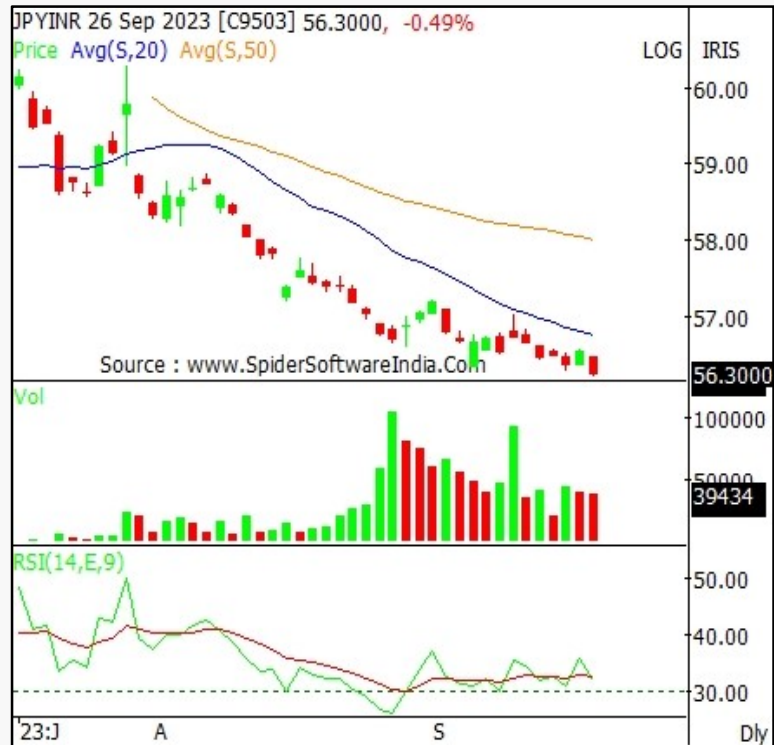 JPYINR 26 Sep 2023 [C9503] 56.3000, -0.49%
Price Avg(S,20) Avg(S,50) LOG IRIS
60.00
59.00
58.00
57.00
Source : www.SpiderSoftwareIndia.Com
56.3000
Vol
100000
50000
39434
RSI(14,E,9)
50.00
40.00
30.00
'23:J A S Dly